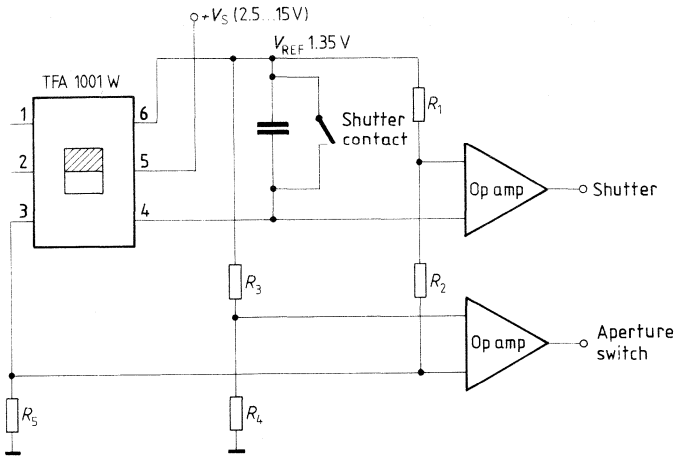 +VS (2.5...15V)
VREF 1.35 V
TFA 1001 W
1
6
Shutter
contact
R1
2
5
Op amp
Shutter
3
4
R3
R2
Op amp
Aperture
switch
R5
R4